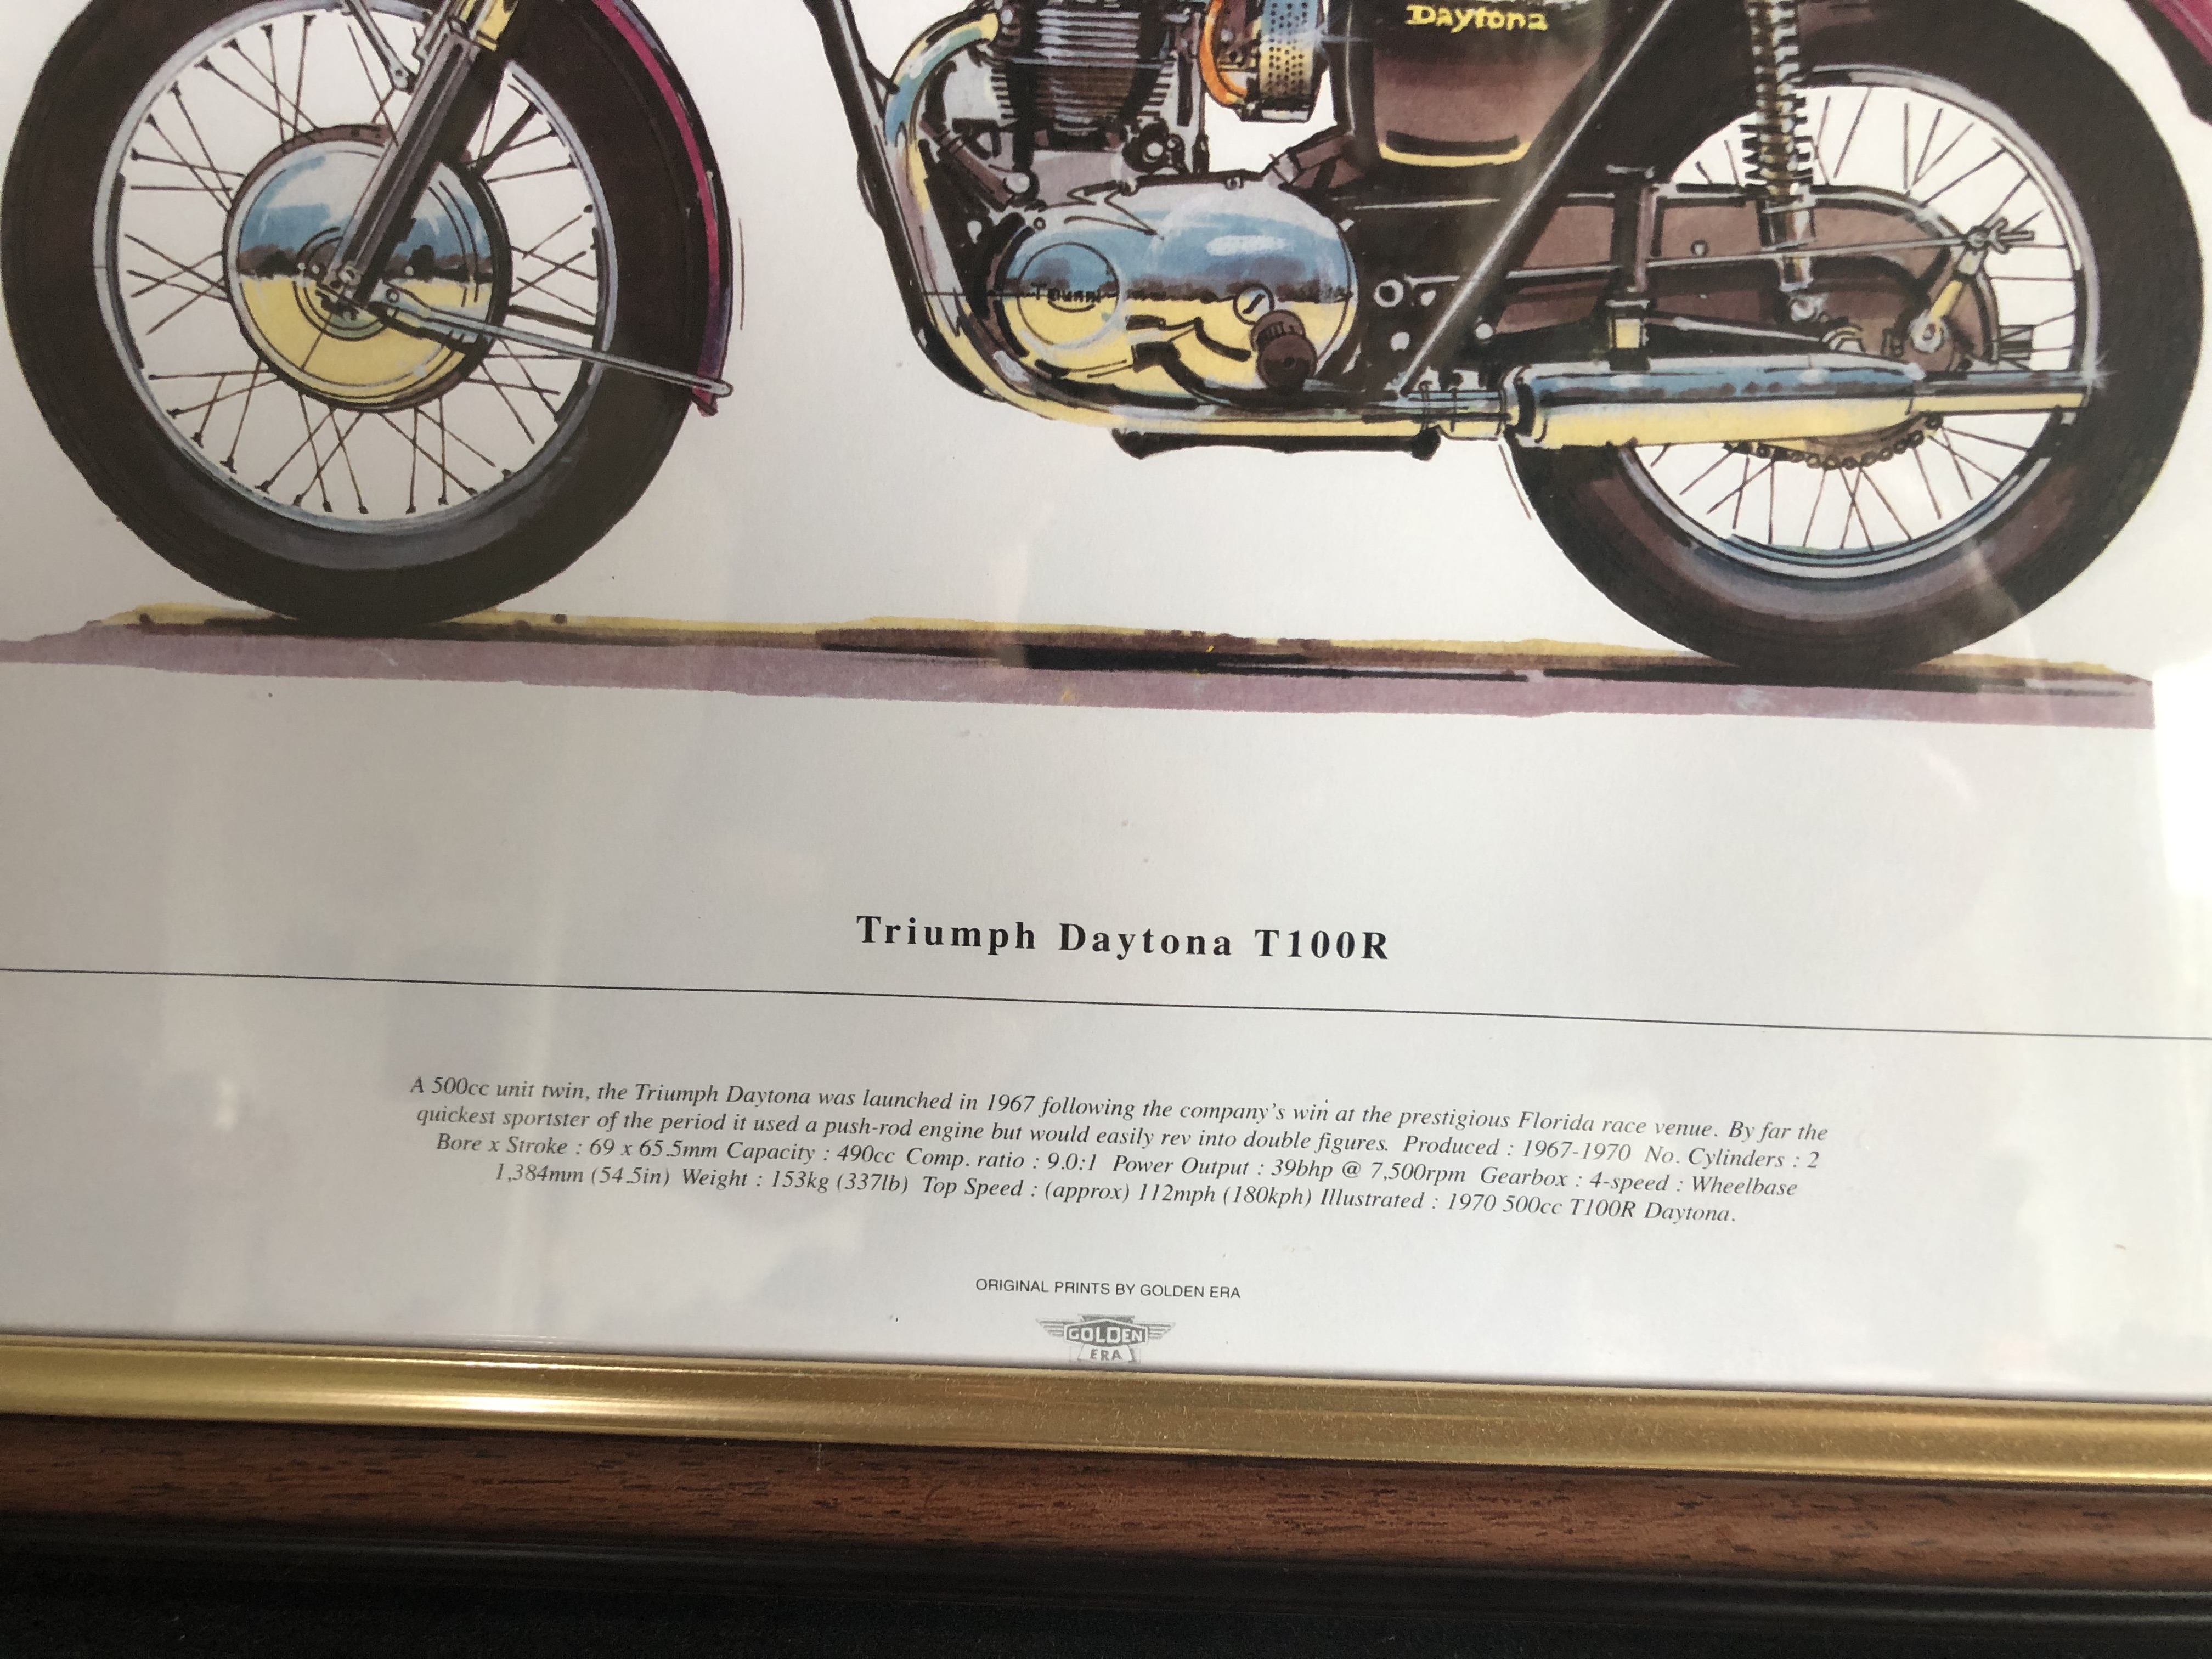 Daytona
TRIUMPH
Triumph Daytona T100R
A 500cc unit twin, the Triumph Daytona was launched in 1967 following the company's win at the prestigious Florida race venue. By far the
quickest sportster of the period it used a push-rod engine but would easily rev into double figures. Produced : 1967-1970 No. Cylinders : 2
Bore x Stroke : 69 x 65.5mm Capacity : 490cc Comp. ratio : 9.0:1 Power Output : 39bhp @ 7,500rpm Gearbox : 4-speed : Wheelbase
1,384mm (54.5in) Weight : 153kg (337lb) Top Speed : (approx) 112mph (180kph) Illustrated : 1970 500cc T100R Daytona.
ORIGINAL PRINTS BY GOLDEN ERA
GOLDEN
ERA